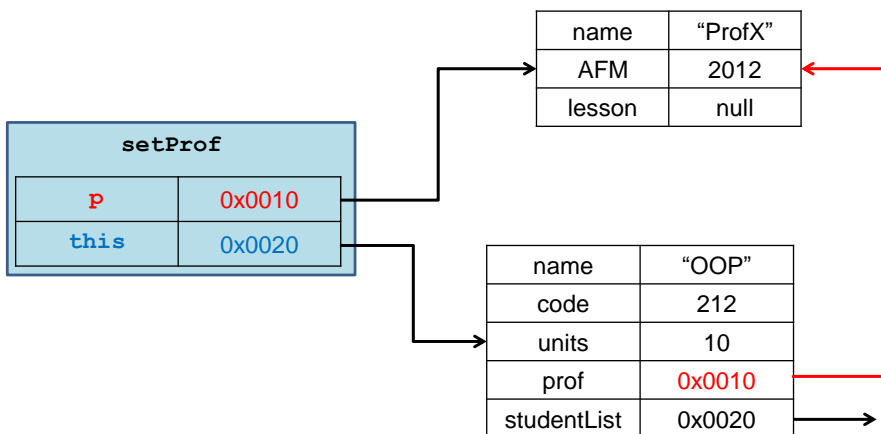 name “ProfX”
AFM 2012
lesson null
setProf
p 0x0010
this 0x0020
name “OOP”
code 212
units 10
prof 0x0010
studentList 0x0020